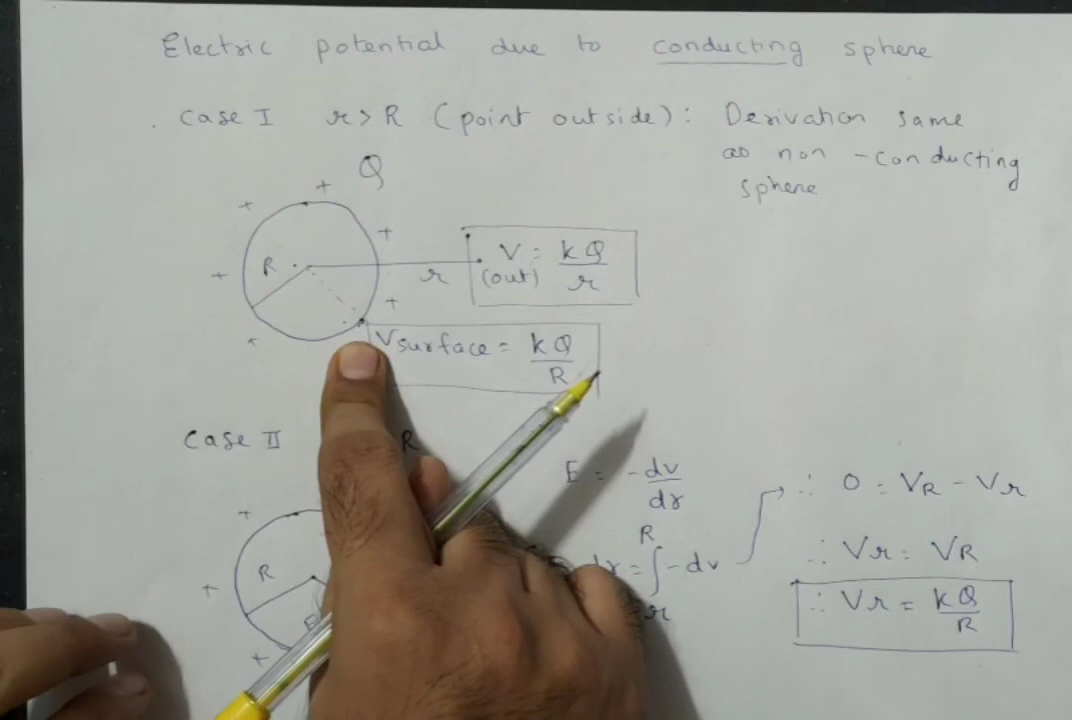 Electric potential due to conducting sphere
Case I r > R (point outside): Derivation same
as non-conducting
sphere
+ Q
+ +
R r V = kQ/r
(out)
+
+ +
Vsurface = kQ/R
Case II R
E = -dv/dr
∴ 0 = VR - Vr
R
dr = ∫ -dv
r
∴ Vr = VR
∴ Vr = kQ/R
+
R
+
E
+